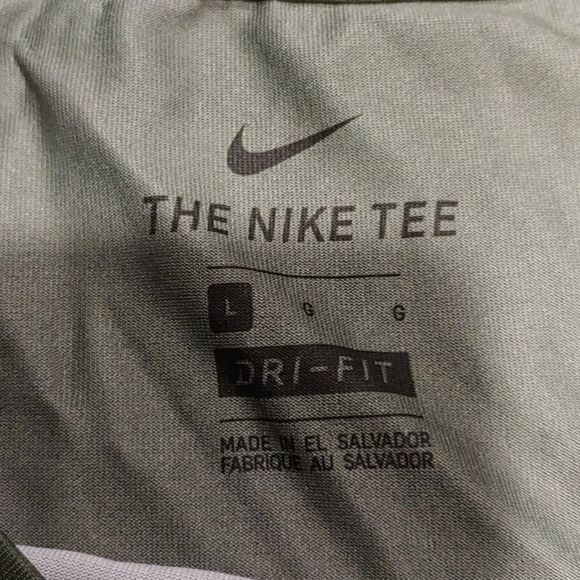 THE NIKE TEE
L G G
DRI-FIT
MADE IN EL SALVADOR
FABRIQUE AU SALVADOR